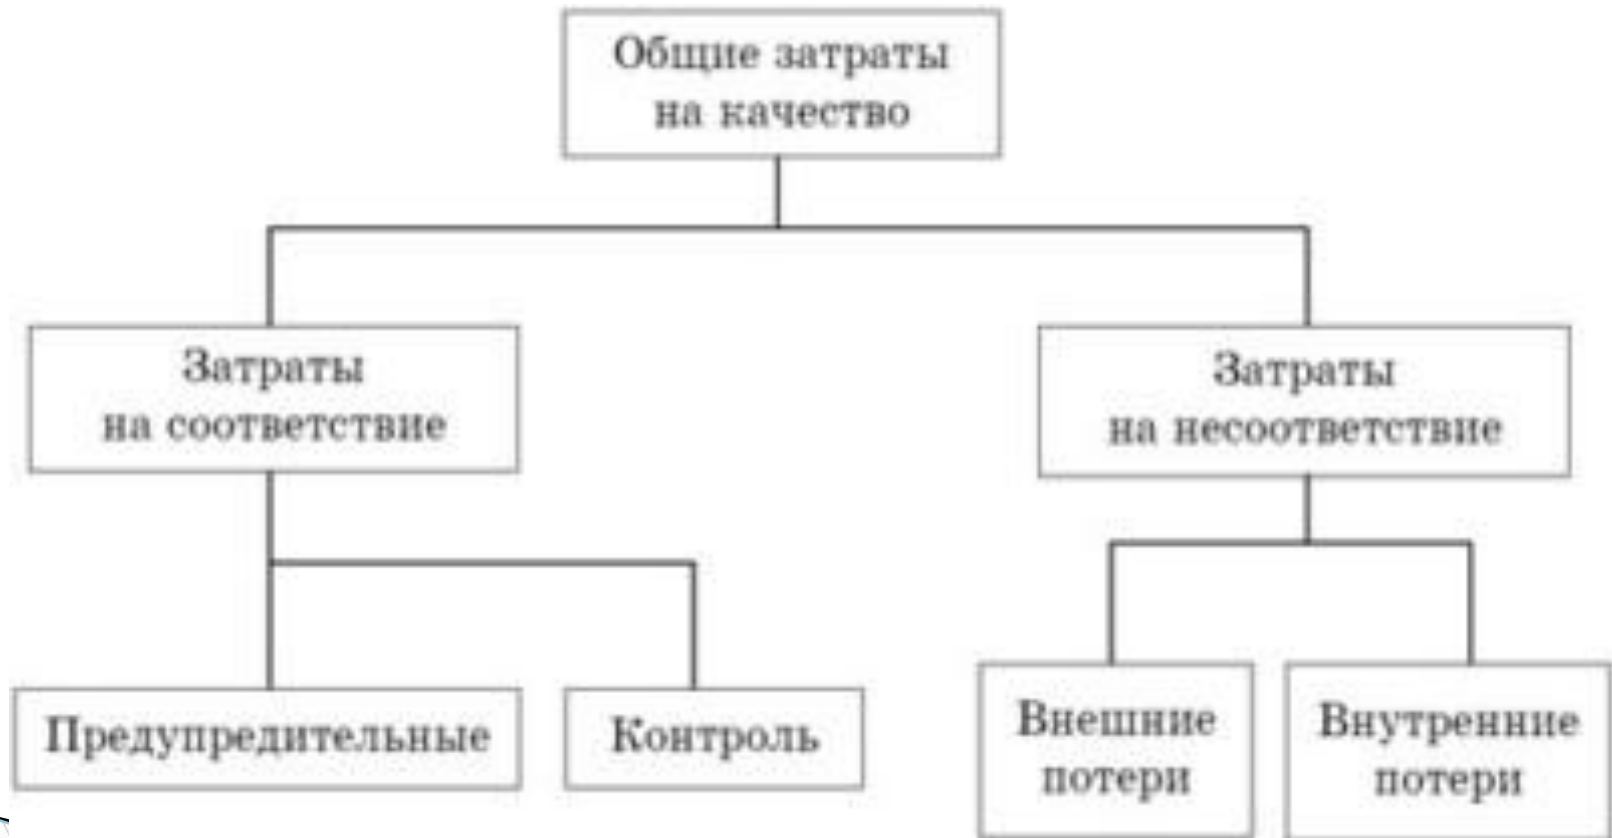 Общие затраты
на качество
Затраты
на соответствие
Затраты
на несоответствие
Предупредительные
Контроль
Внешние
потери
Внутренние
потери